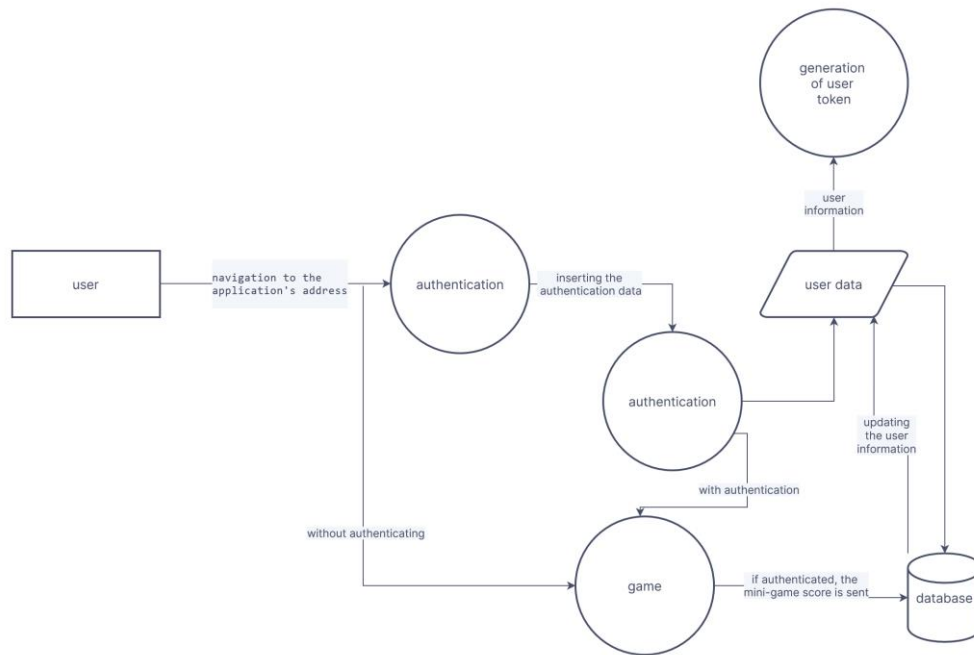 generation
of user
token
user
information
user
navigation to the
application's address
authentication
inserting the
authentication data
user data
authentication
updating
the user
information
with authentication
without authenticating
game
if authenticated, the
mini-game score is sent
database